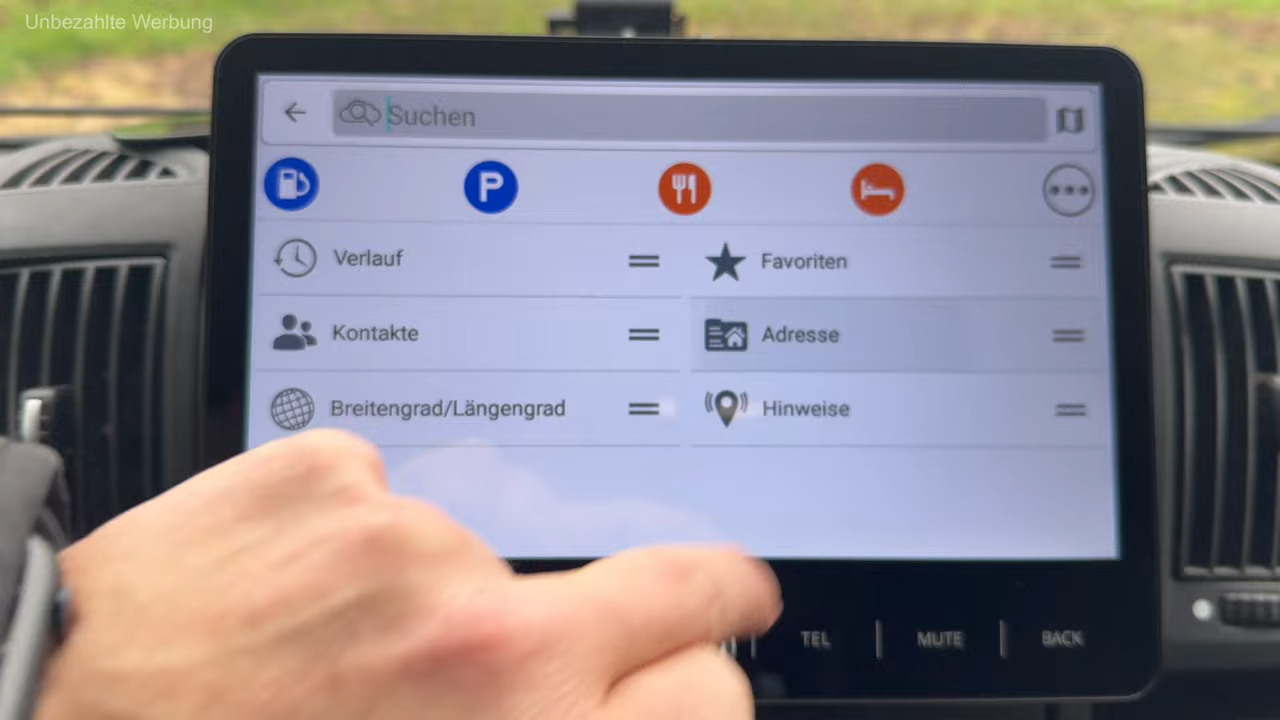 Unbezahlte Werbung
Suchen
P
Verlauf
Favoriten
Kontakte
Adresse
Breitengrad/Längengrad
Hinweise
TEL
MUTE
BACK